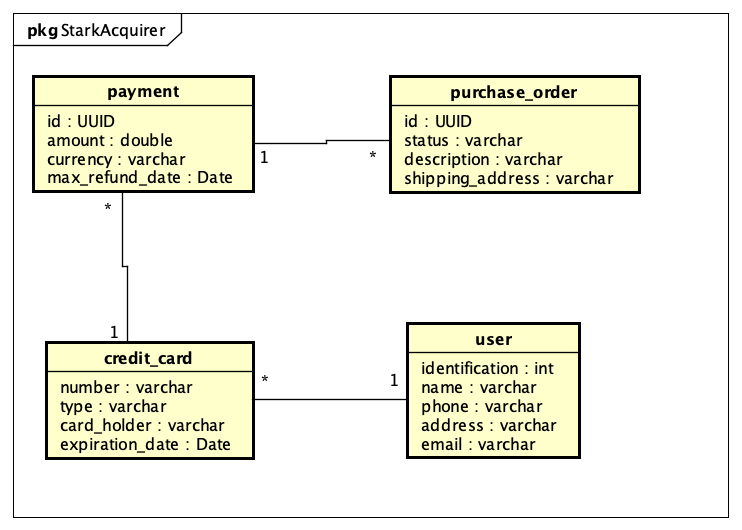 pkg StarkAcquirer
payment
id : UUID
amount : double
currency : varchar
max_refund_date : Date
purchase_order
id : UUID
status : varchar
description : varchar
shipping_address : varchar
1
*
*
1
credit_card
number : varchar
type : varchar
card_holder : varchar
expiration_date : Date
*
1
user
identification : int
name : varchar
phone : varchar
address : varchar
email : varchar